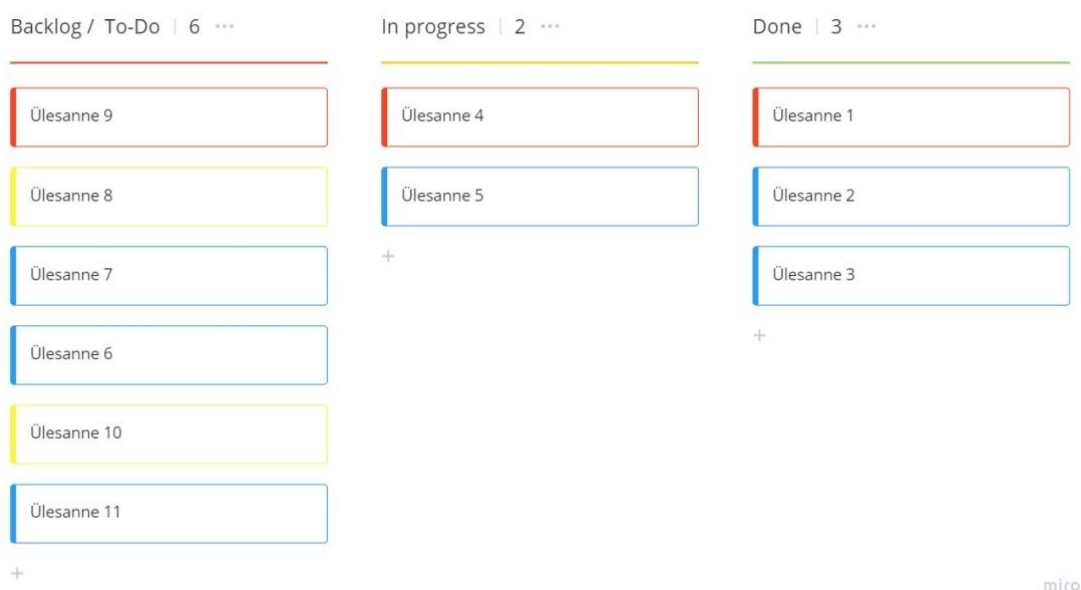 Backlog / To-Do | 6 ...
Ülesanne 9
Ülesanne 8
Ülesanne 7
Ülesanne 6
Ülesanne 10
Ülesanne 11
+
In progress | 2 ...
Ülesanne 4
Ülesanne 5
+
Done | 3 ...
Ülesanne 1
Ülesanne 2
Ülesanne 3
+
miro